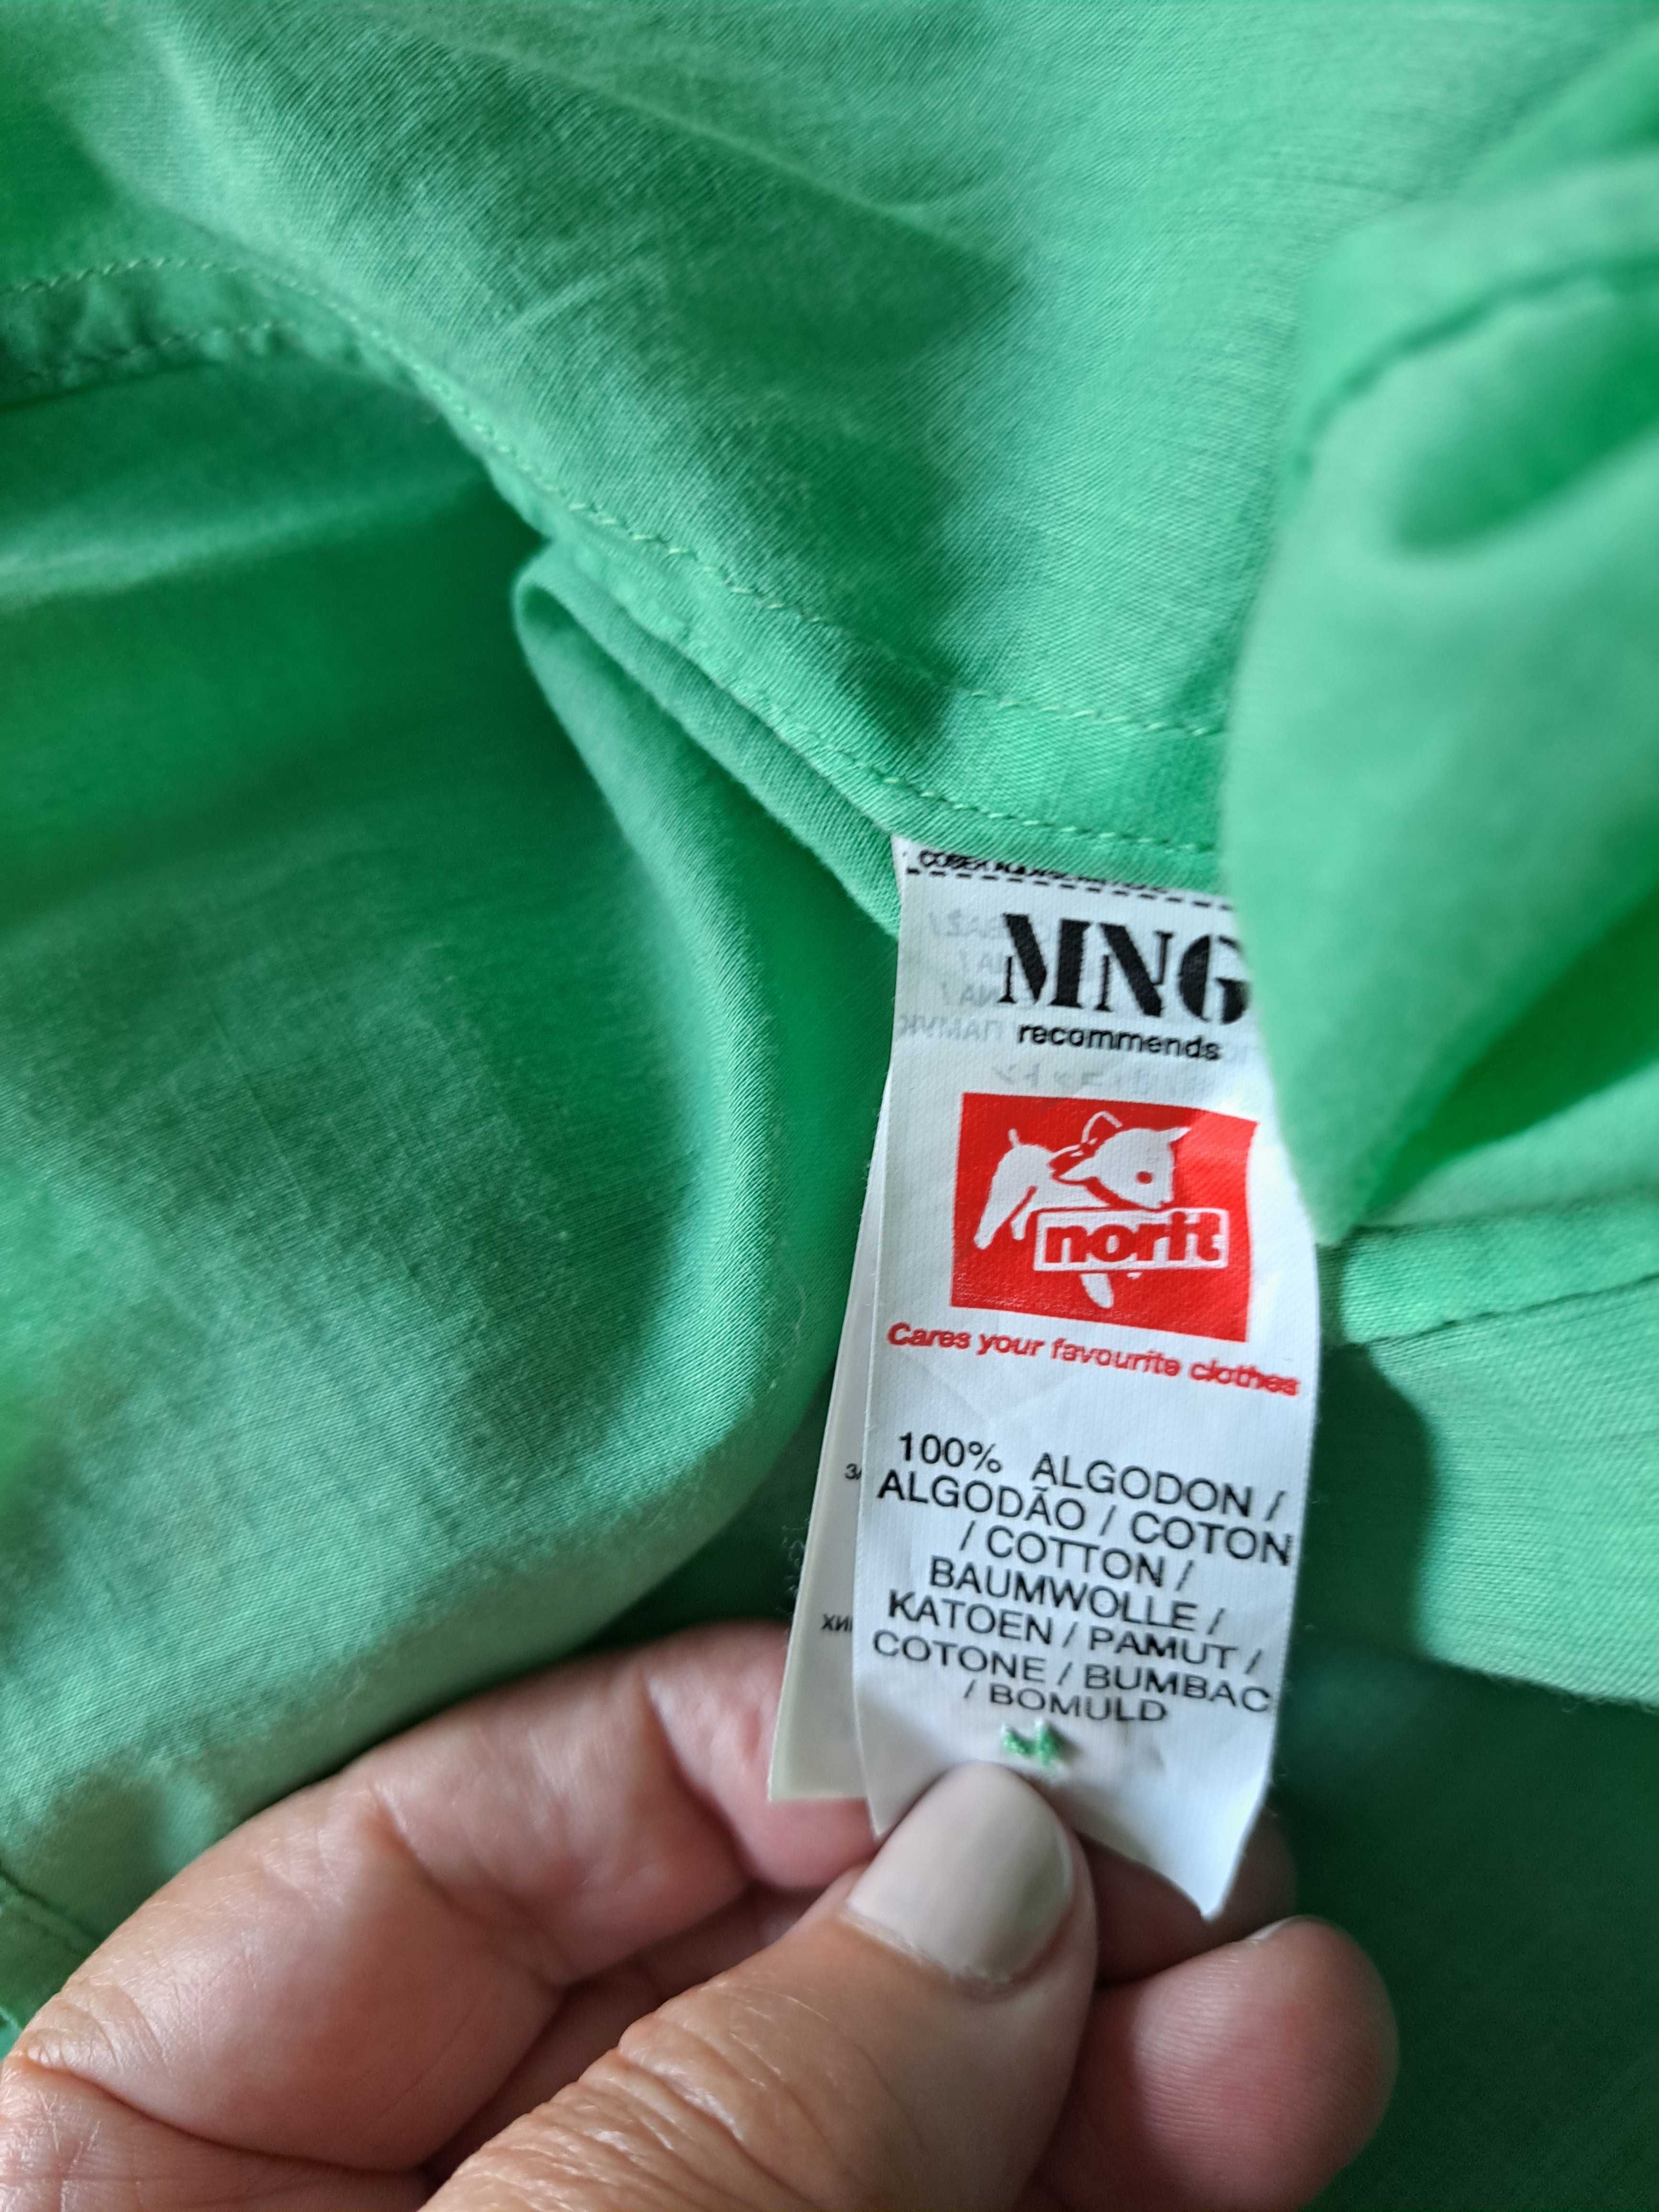 MNG
recommends
norit
Cares your favourite clothes
100% ALGODON /
ALGODÃO / COTON
/ COTTON /
BAUMWOLLE /
KATOEN / PAMUT /
COTONE / BUMBAC
/ BOMULD